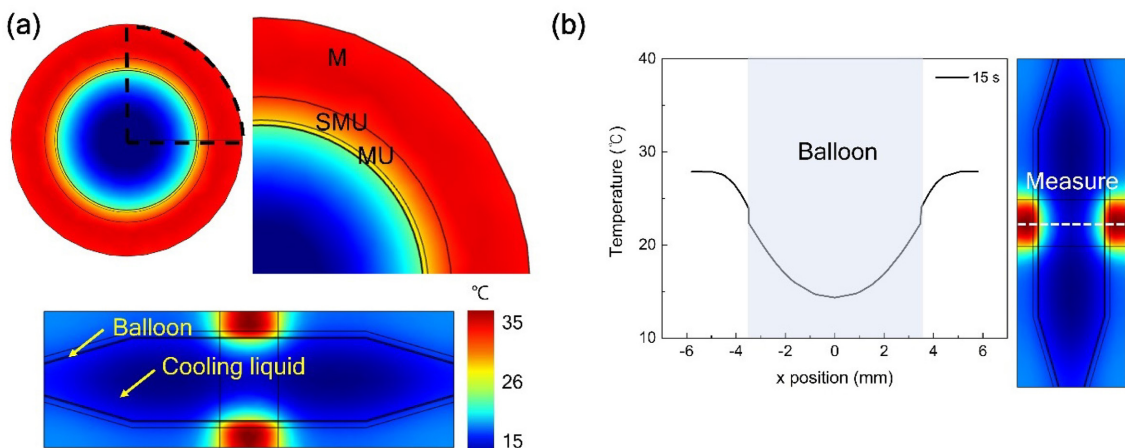 (a)
M
SMU
MU
℃
Balloon
Cooling liquid
35
26
15
(b)
40
30
20
10
Temperature (℃)
15 s
Balloon
-6
-4
-2
0
2
4
6
x position (mm)
Measure